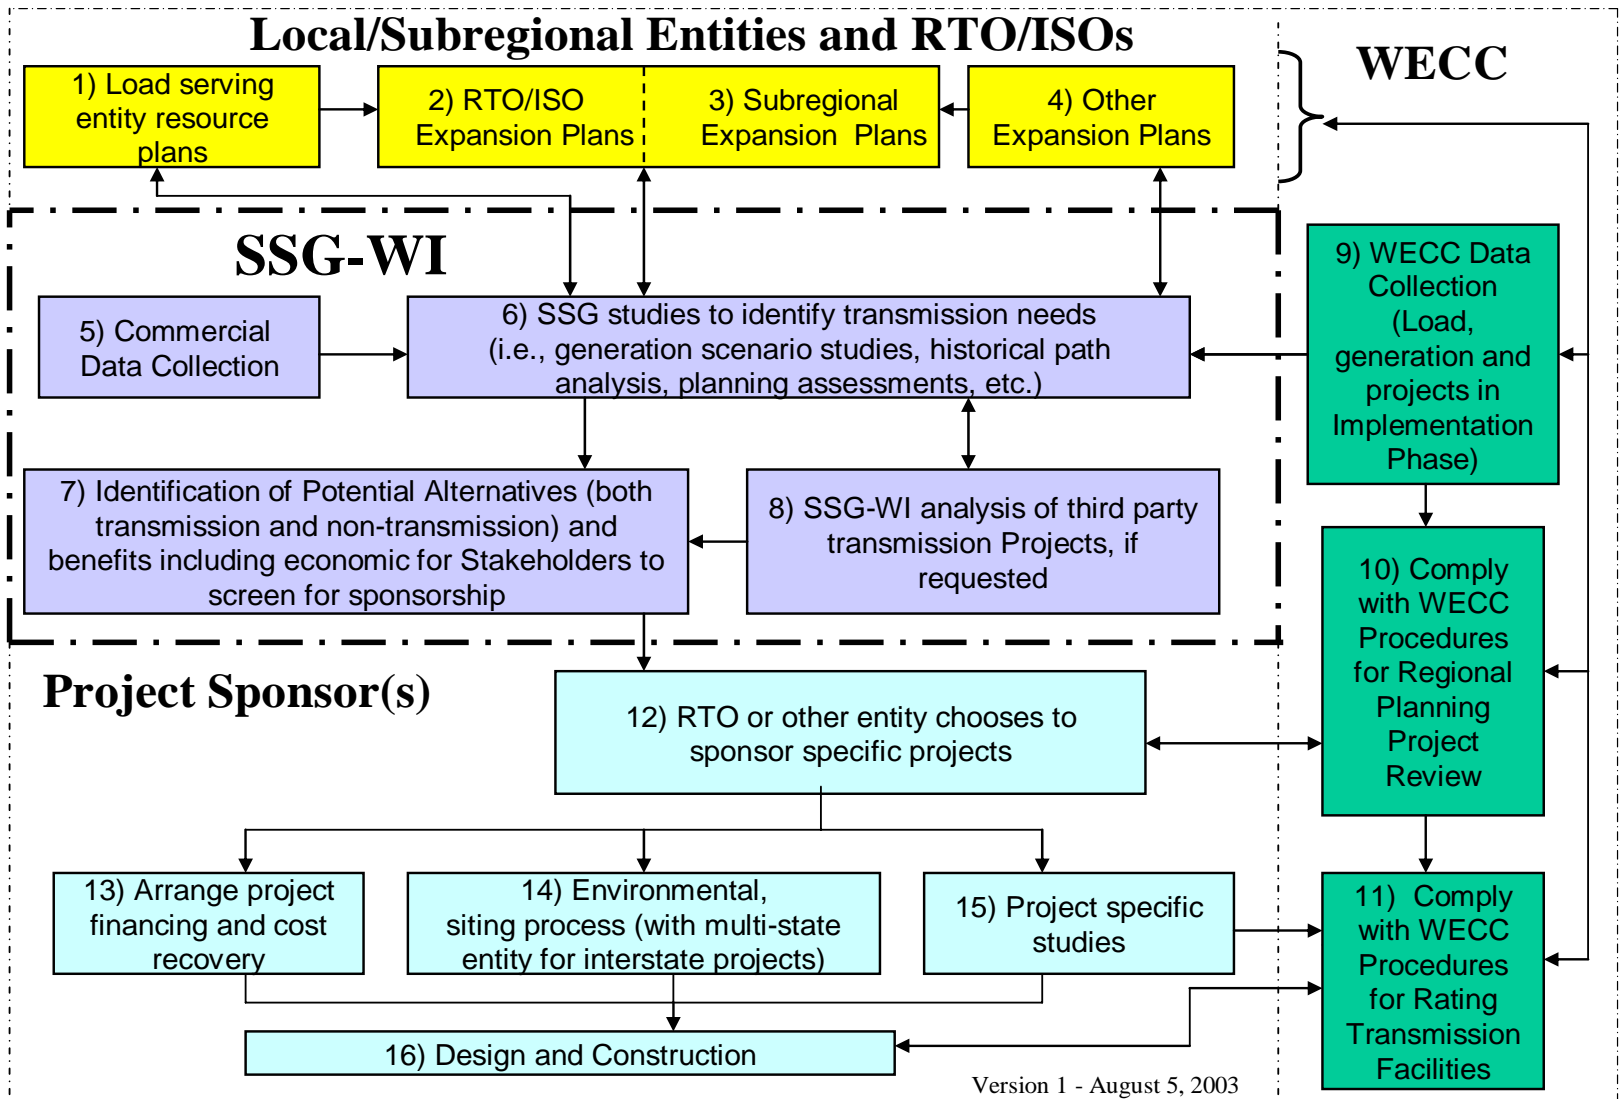 Local/Subregional Entities and RTO/ISOs
WECC
1) Load serving
entity resource
plans
2) RTO/ISO
Expansion Plans
3) Subregional
Expansion Plans
4) Other
Expansion Plans
SSG-WI
5) Commercial
Data Collection
6) SSG studies to identify transmission needs
(i.e., generation scenario studies, historical path
analysis, planning assessments, etc.)
9) WECC Data
Collection
(Load,
generation and
projects in
Implementation
Phase)
7) Identification of Potential Alternatives (both
transmission and non-transmission) and
benefits including economic for Stakeholders to
screen for sponsorship
8) SSG-WI analysis of third party
transmission Projects, if
requested
10) Comply
with WECC
Procedures
for Regional
Planning
Project
Review
Project Sponsor(s)
12) RTO or other entity chooses to
sponsor specific projects
13) Arrange project
financing and cost
recovery
14) Environmental,
siting process (with multi-state
entity for interstate projects)
15) Project specific
studies
11) Comply
with WECC
Procedures
for Rating
Transmission
Facilities
16) Design and Construction
Version 1 - August 5, 2003